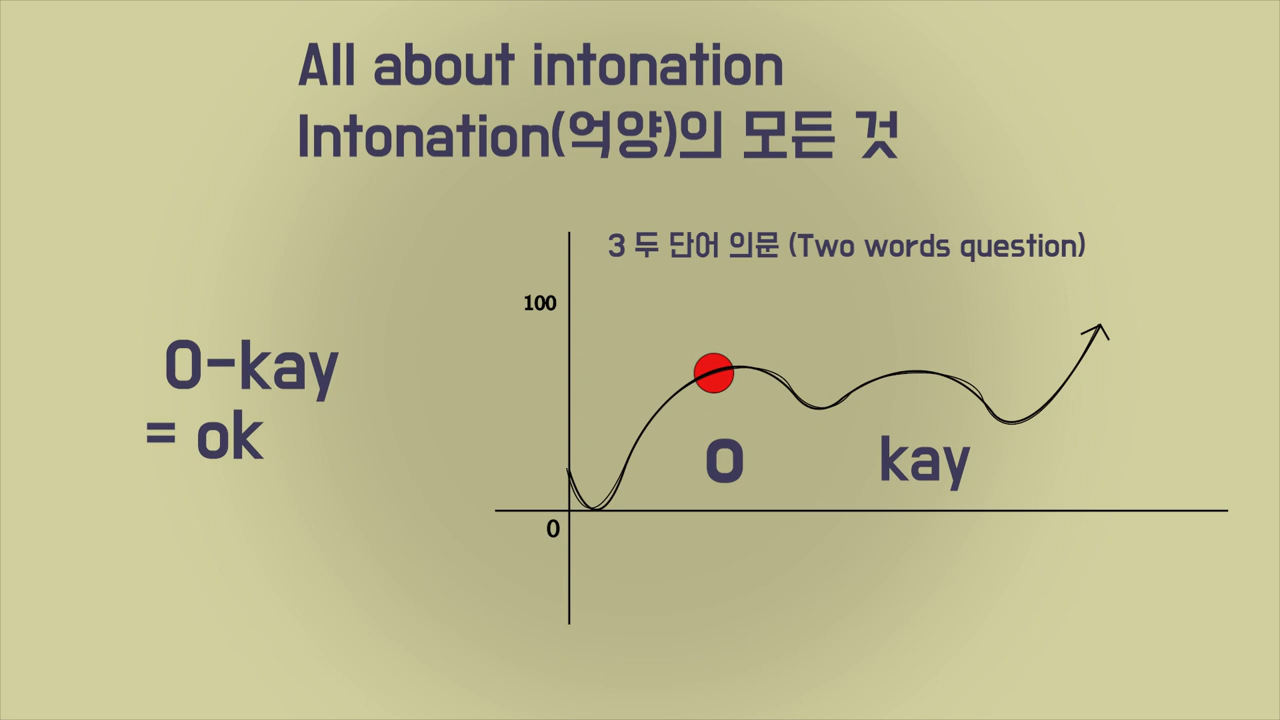 All about intonation
Intonation(억양)의 모든 것
3 두 단어 의문 (Two words question)
100
O-kay
= ok
O
kay
0